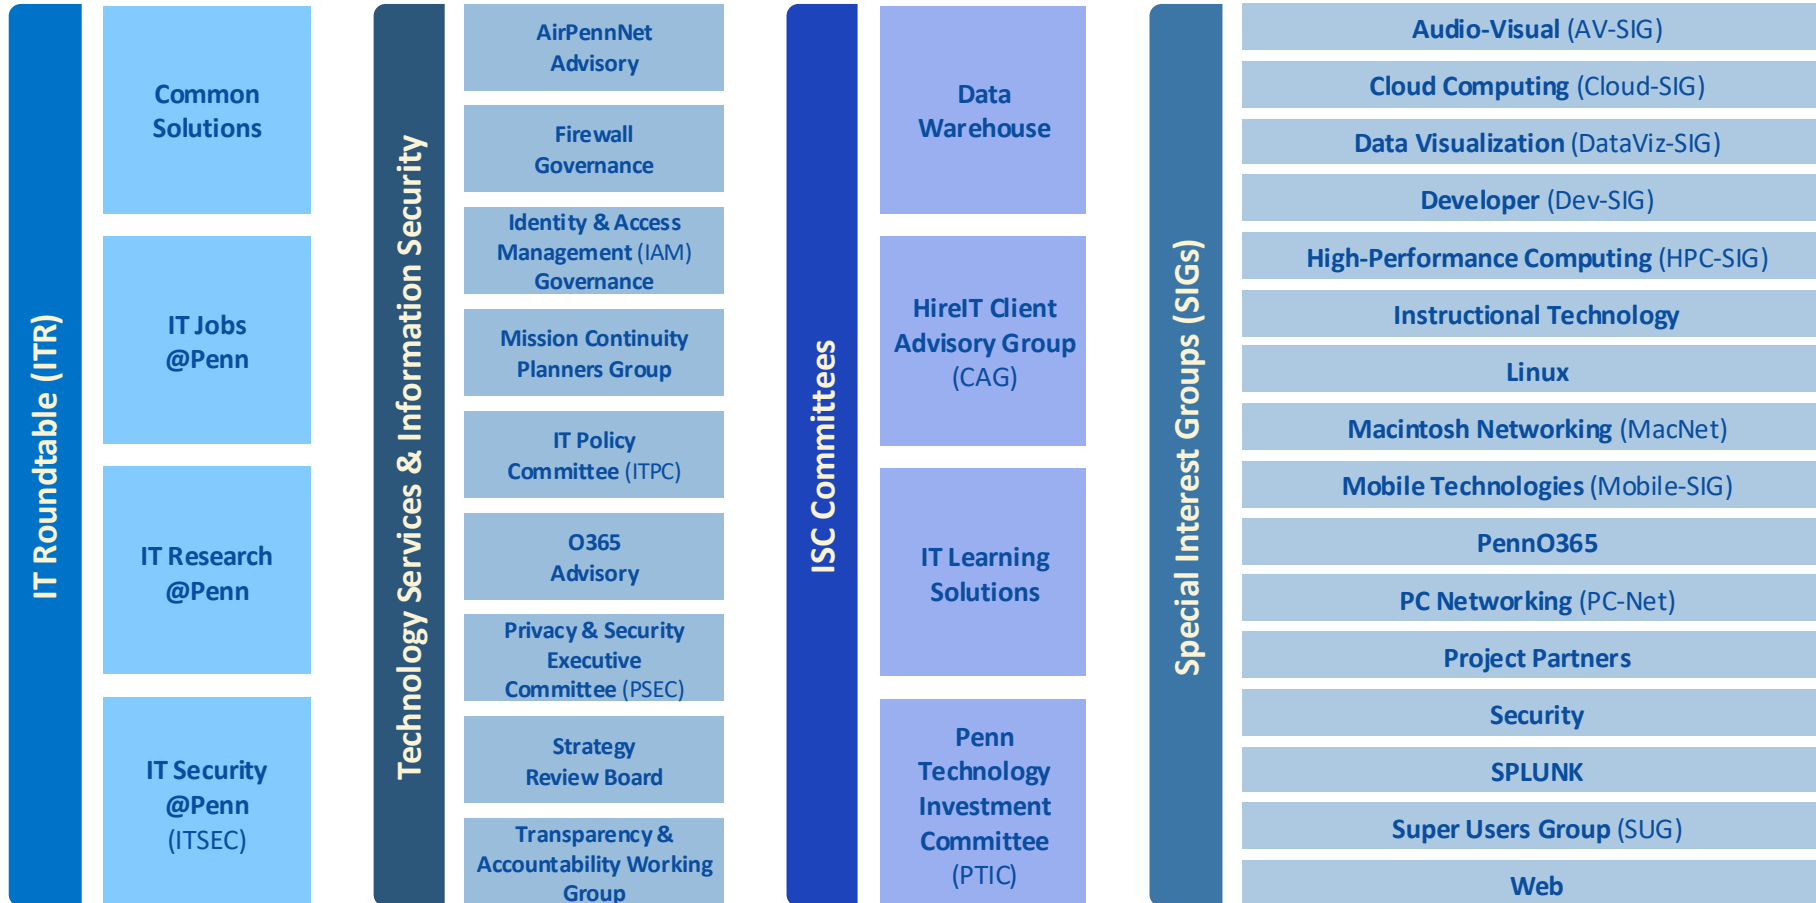 IT Roundtable (ITR)
Common
Solutions
IT Jobs
@Penn
IT Research
@Penn
IT Security
@Penn
(ITSEC)
Technology Services & Information Security
AirPennNet
Advisory
Firewall
Governance
Identity & Access
Management (IAM)
Governance
Mission Continuity
Planners Group
IT Policy
Committee (ITPC)
O365
Advisory
Privacy & Security
Executive
Committee (PSEC)
Strategy
Review Board
Transparency &
Accountability Working
Group
ISC Committees
Data
Warehouse
HireIT Client
Advisory Group
(CAG)
IT Learning
Solutions
Penn
Technology
Investment
Committee
(PTIC)
Special Interest Groups (SIGs)
Audio-Visual (AV-SIG)
Cloud Computing (Cloud-SIG)
Data Visualization (DataViz-SIG)
Developer (Dev-SIG)
High-Performance Computing (HPC-SIG)
Instructional Technology
Linux
Macintosh Networking (MacNet)
Mobile Technologies (Mobile-SIG)
PennO365
PC Networking (PC-Net)
Project Partners
Security
SPLUNK
Super Users Group (SUG)
Web